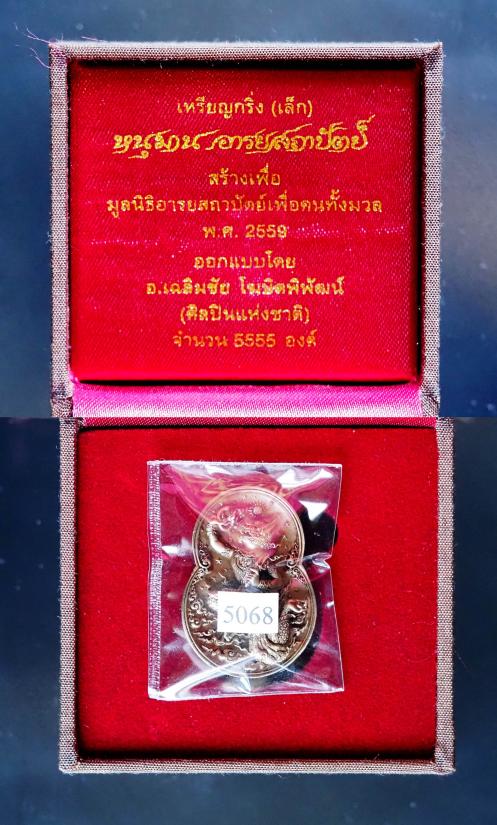 เหรียญกริ่ง (เล็ก)
หนุมาน อารยสถาปัตย์
สร้างเพื่อ
มูลนิธิอารยสถาปัตย์เพื่อคนทั้งมวล
พ.ศ. 2559
ออกแบบโดย
อ.เฉลิมชัย โฆษิตพิพัฒน์
(ศิลปินแห่งชาติ)
จำนวน 5555 องค์
5068